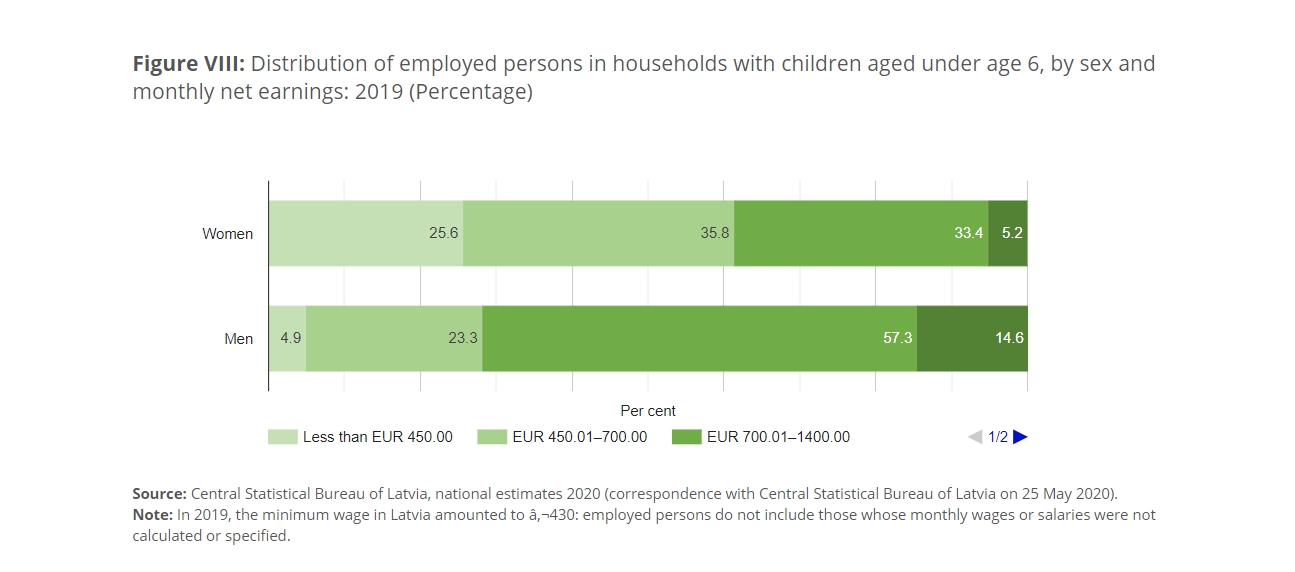 Figure VIII: Distribution of employed persons in households with children aged under age 6, by sex and
monthly net earnings: 2019 (Percentage)
Women 25.6 35.8 33.4 5.2
Men 4.9 23.3 57.3 14.6
Per cent
Less than EUR 450.00 EUR 450.01–700.00 EUR 700.01–1400.00 ◀ 1/2 ▶
Source: Central Statistical Bureau of Latvia, national estimates 2020 (correspondence with Central Statistical Bureau of Latvia on 25 May 2020).
Note: In 2019, the minimum wage in Latvia amounted to â‚¬430: employed persons do not include those whose monthly wages or salaries were not
calculated or specified.